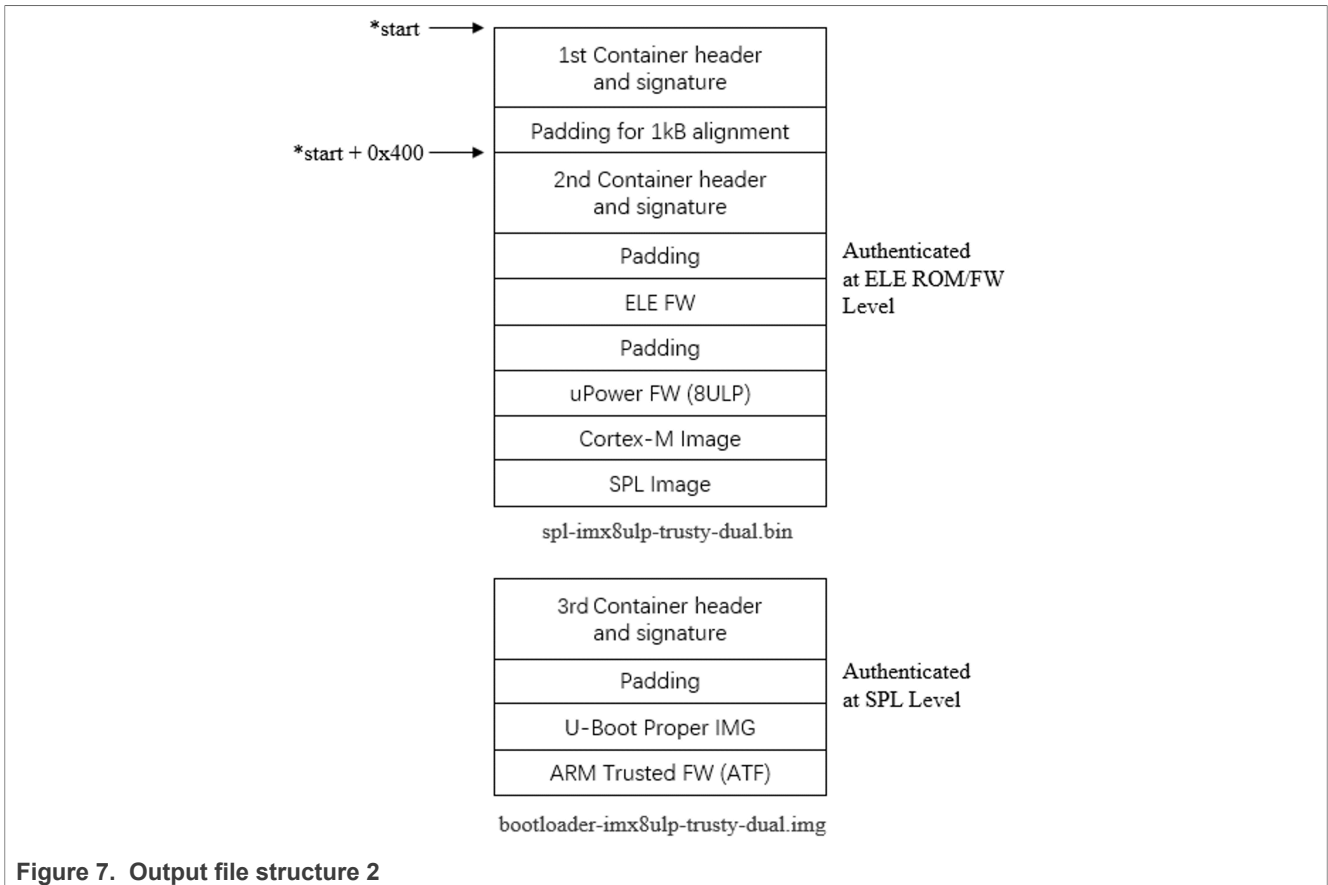 *start
1st Container header
and signature
Padding for 1kB alignment
*start + 0x400
2nd Container header
and signature
Padding
ELE FW
Padding
uPower FW (8ULP)
Cortex-M Image
SPL Image
Authenticated
at ELE ROM/FW
Level
spl-imx8ulp-trusty-dual.bin
3rd Container header
and signature
Padding
U-Boot Proper IMG
ARM Trusted FW (ATF)
Authenticated
at SPL Level
bootloader-imx8ulp-trusty-dual.img
Figure 7. Output file structure 2